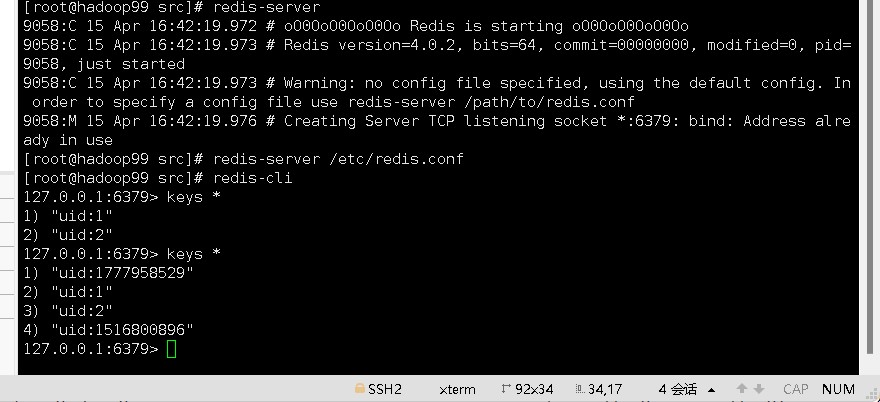 [root@hadoop99 src]# redis-server
9058:C 15 Apr 16:42:19.972 # oO0OoO0OoO0Oo Redis is starting oO0OoO0OoO0Oo
9058:C 15 Apr 16:42:19.973 # Redis version=4.0.2, bits=64, commit=00000000, modified=0, pid=
9058, just started
9058:C 15 Apr 16:42:19.973 # Warning: no config file specified, using the default config. In
 order to specify a config file use redis-server /path/to/redis.conf
9058:M 15 Apr 16:42:19.976 # Creating Server TCP listening socket *:6379: bind: Address alre
ady in use
[root@hadoop99 src]# redis-server /etc/redis.conf
[root@hadoop99 src]# redis-cli
127.0.0.1:6379> keys *
1) "uid:1"
2) "uid:2"
127.0.0.1:6379> keys *
1) "uid:1777958529"
2) "uid:1"
3) "uid:2"
4) "uid:1516800896"
127.0.0.1:6379>
SSH2 xterm 92x34 34,17 4 会话 CAP NUM